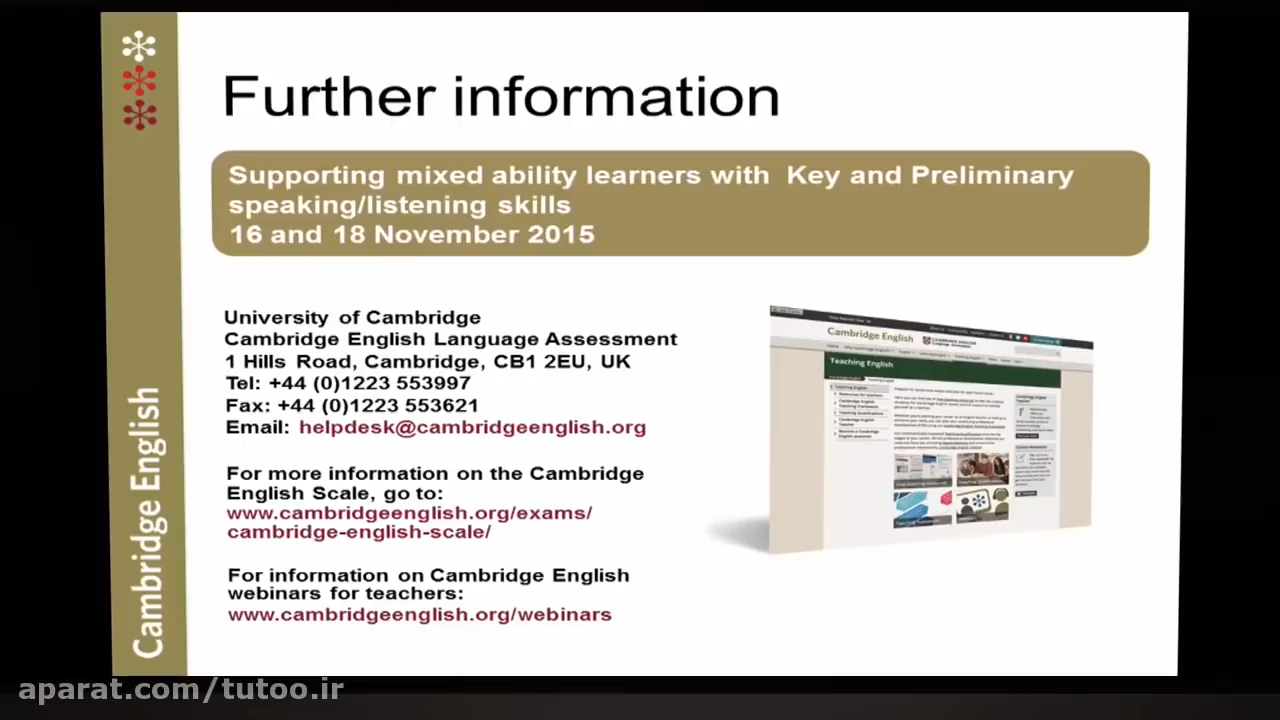 Further information
Supporting mixed ability learners with Key and Preliminary
speaking/listening skills
16 and 18 November 2015
University of Cambridge
Cambridge English Language Assessment
1 Hills Road, Cambridge, CB1 2EU, UK
Tel: +44 (0)1223 553997
Fax: +44 (0)1223 553621
Email: helpdesk@cambridgeenglish.org
For more information on the Cambridge
English Scale, go to:
www.cambridgeenglish.org/exams/
cambridge-english-scale/
For information on Cambridge English
webinars for teachers:
www.cambridgeenglish.org/webinars
Cambridge English
Cambridge English
Teaching English
aparat.com/tutoo.ir